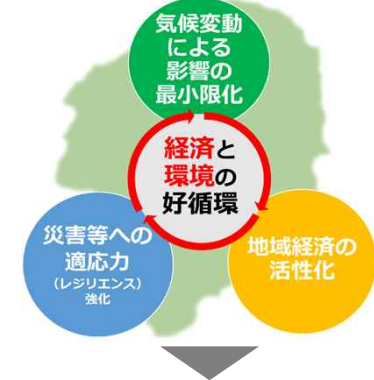 気候変動
による
影響の
最小限化
経済と
環境の
好循環
災害等への
適応力
（レジリエンス）
強化
地域経済の
活性化